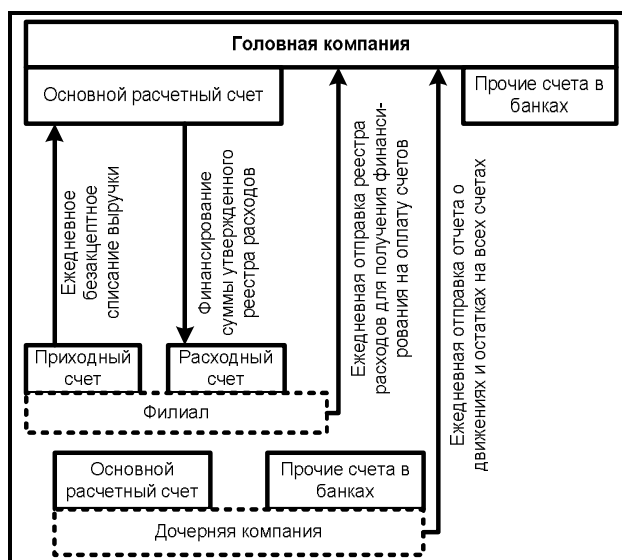 Головная компания
Основной расчетный счет
Прочие счета в
банках
Ежедневное
безакцептное
списание выручки
Финансирование
суммы утвержденного
реестра расходов
Ежедневная отправка реестра
расходов для получения финанси-
рования на оплату счетов
Ежедневная отправка отчета о
движениях и остатках на всех счетах
Приходный
счет
Расходный
счет
Филиал
Основной
расчетный счет
Прочие счета в
банках
Дочерняя компания